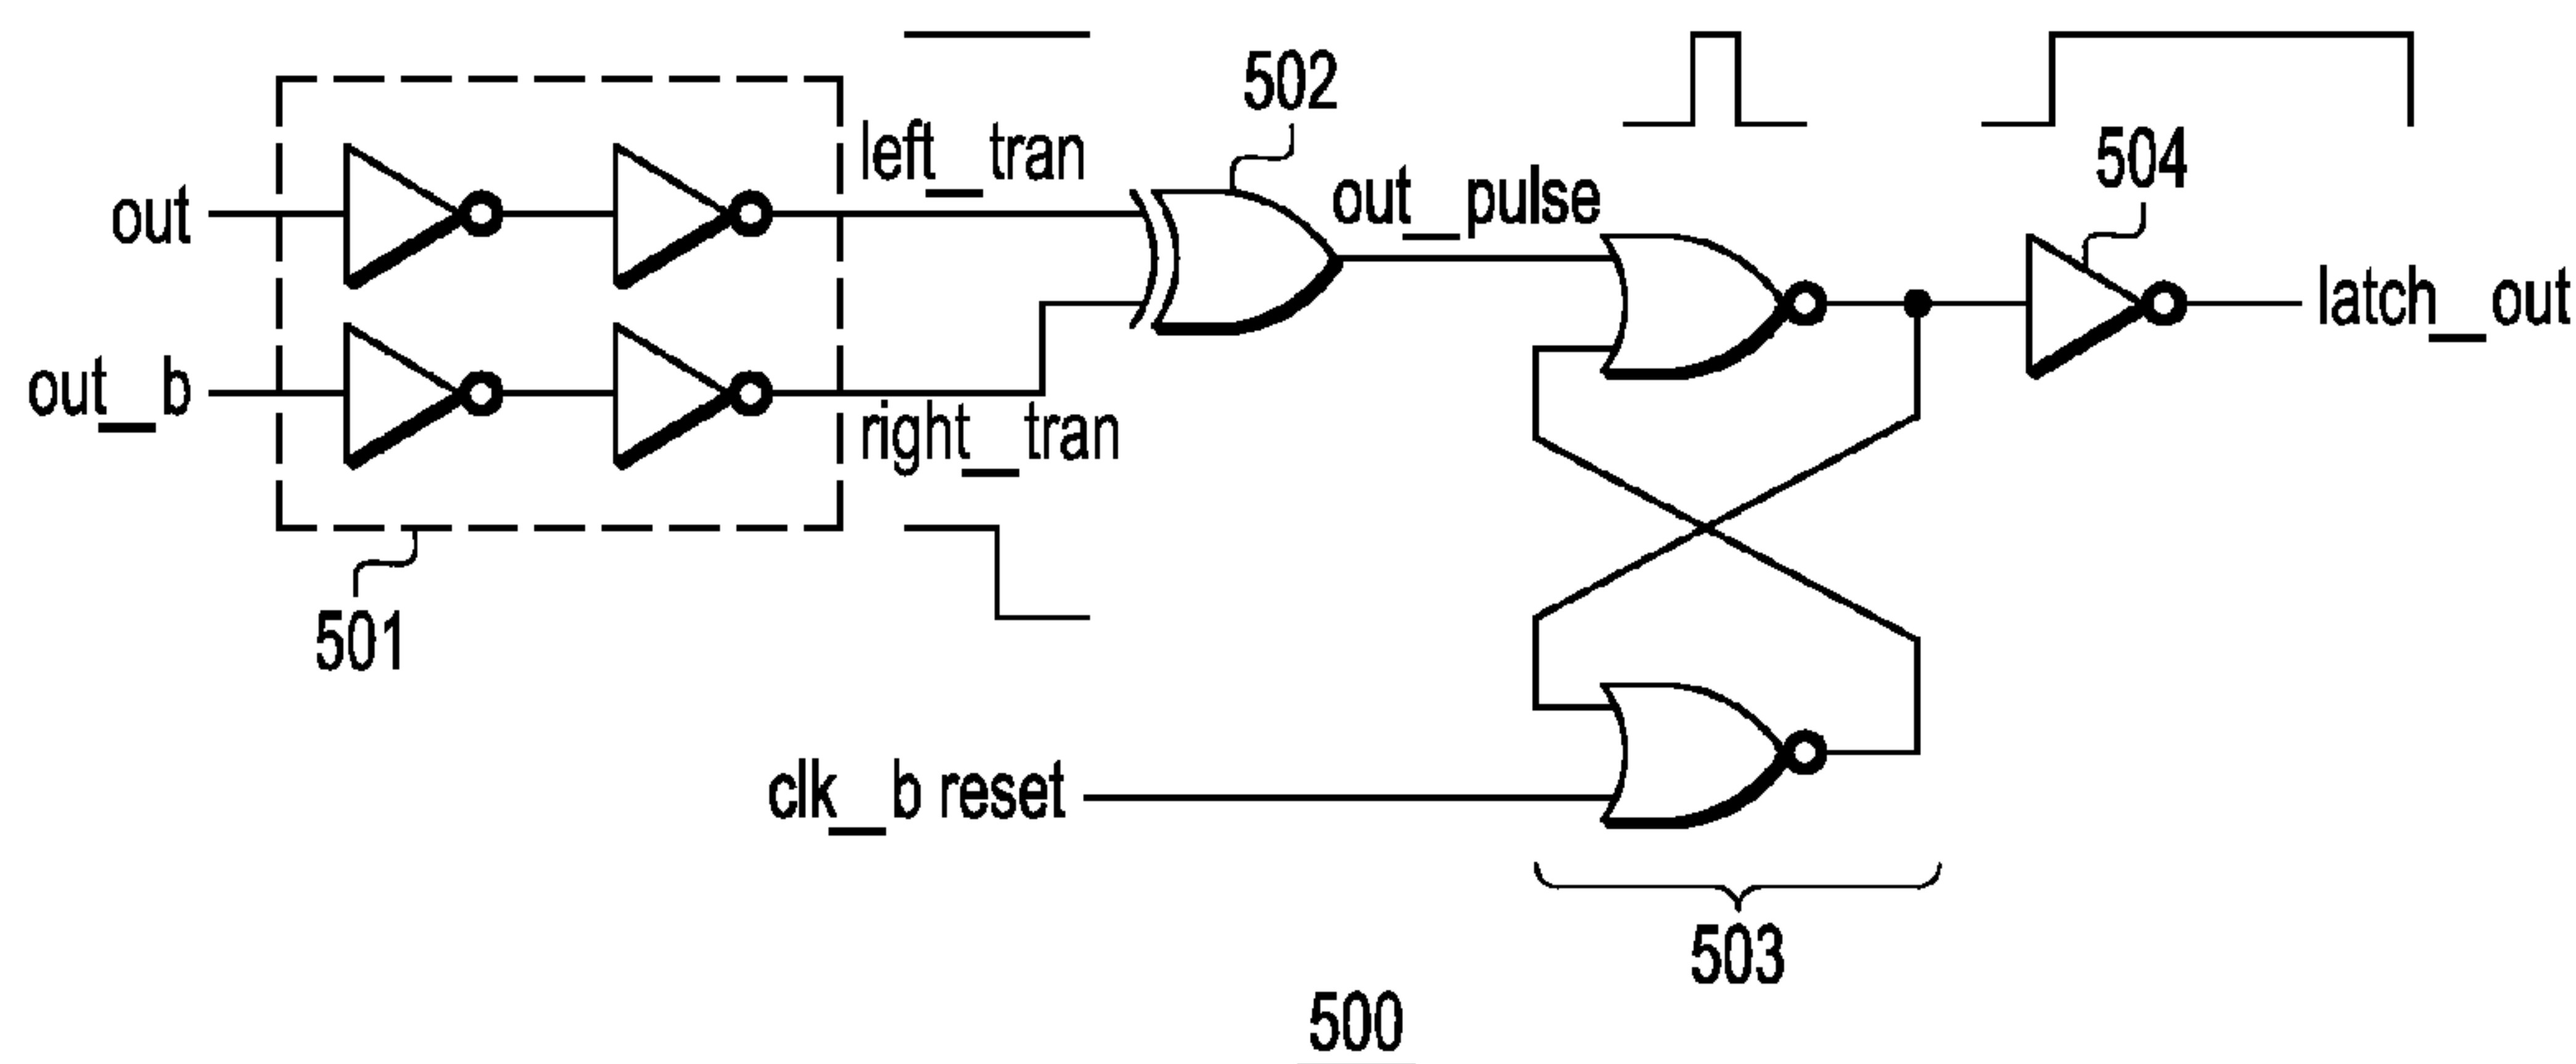 502
504
left_tran
out
out_pulse
latch_out
out_b
right_tran
501
clk_b reset
503
500